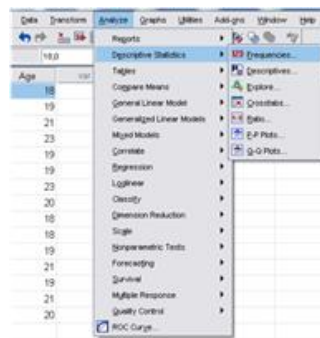 Data Transform Analyze Graphs Utilities Add-ons Window Help
18,0
Reports
Descriptive Statistics
Tables
Compare Means
General Linear Model
Generalized Linear Models
Mixed Models
Correlate
Regression
Loglinear
Classify
Dimension Reduction
Scale
Nonparametric Tests
Forecasting
Survival
Multiple Response
Quality Control
ROC Curve...
Frequencies...
Descriptives...
Explore...
Crosstabs...
Ratio...
P-P Plots...
Q-Q Plots...
Age var
18
19
21
23
19
19
23
20
18
18
19
21
19
21
20